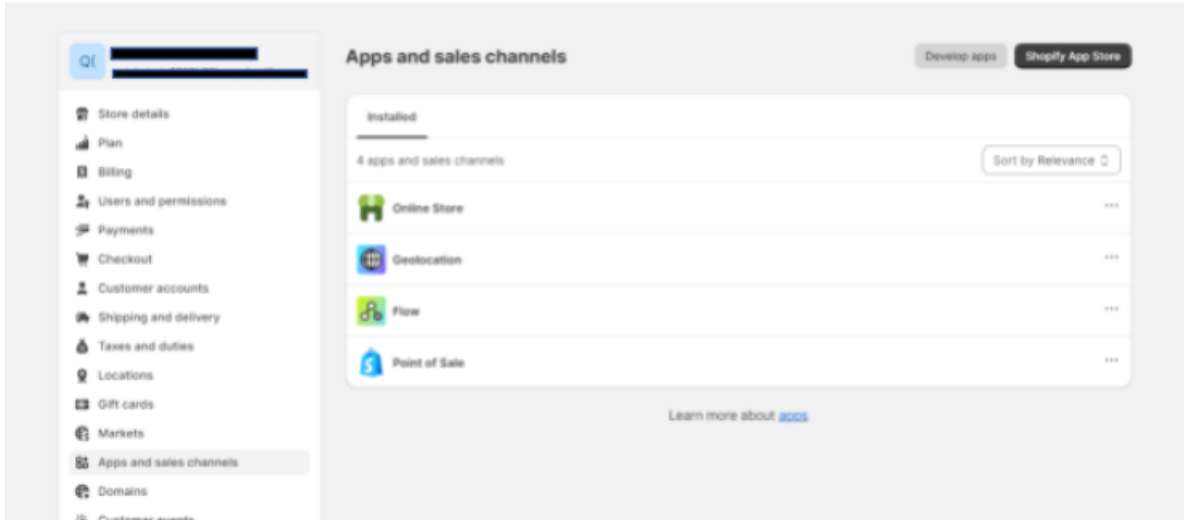 Q(
Store details
Plan
Billing
Users and permissions
Payments
Checkout
Customer accounts
Shipping and delivery
Taxes and duties
Locations
Gift cards
Markets
Apps and sales channels
Domains
Customer events
Apps and sales channels
Develop apps
Shopify App Store
Installed
4 apps and sales channels
Sort by Relevance
Online Store
Geolocation
Flow
Point of Sale
Learn more about apps